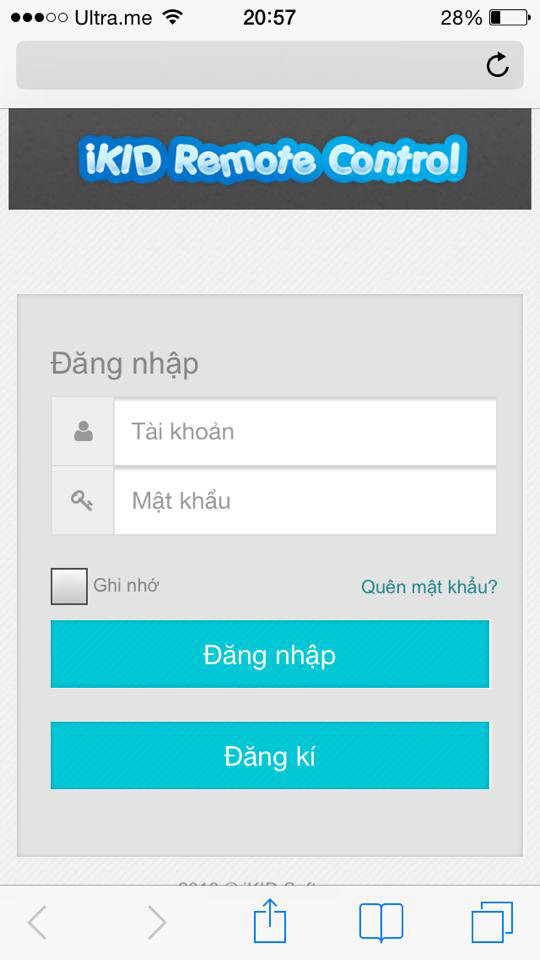 Ultra.me 20:57 28%
iKID Remote Control
Đăng nhập
Tài khoản
Mật khẩu
Ghi nhớ Quên mật khẩu?
Đăng nhập
Đăng kí